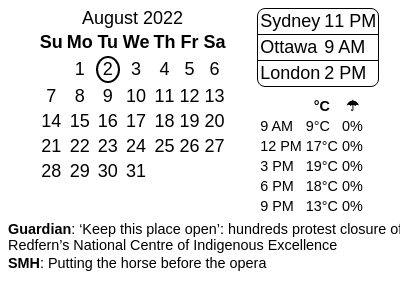 August 2022
Su Mo Tu We Th Fr Sa
1 2 3 4 5 6
7 8 9 10 11 12 13
14 15 16 17 18 19 20
21 22 23 24 25 26 27
28 29 30 31
Sydney 11 PM
Ottawa 9 AM
London 2 PM
°C ☂
9 AM 9°C 0%
12 PM 17°C 0%
3 PM 19°C 0%
6 PM 18°C 0%
9 PM 13°C 0%
Guardian: ‘Keep this place open’: hundreds protest closure of
Redfern’s National Centre of Indigenous Excellence
SMH: Putting the horse before the opera